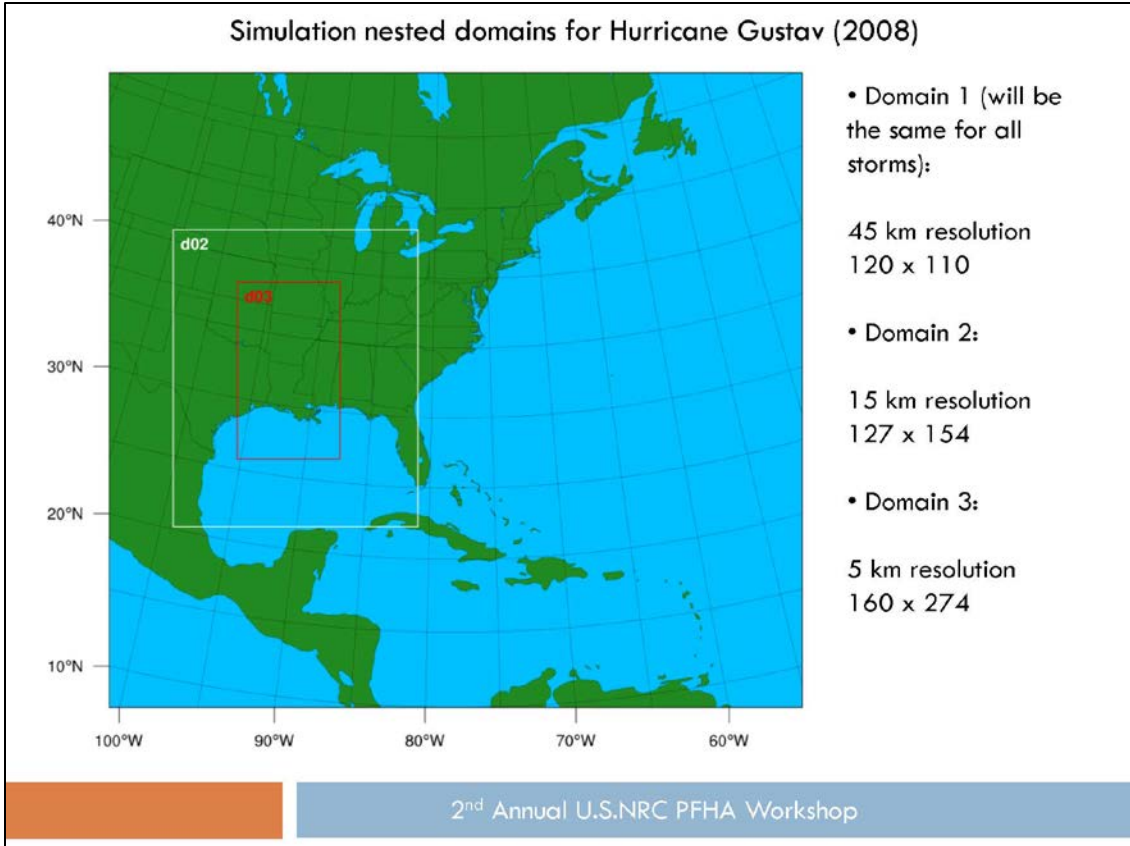 Simulation nested domains for Hurricane Gustav (2008)
40°N
30°N
20°N
10°N
100°W
90°W
80°W
70°W
60°W
d02
d03
• Domain 1 (will be
the same for all
storms):
45 km resolution
120 x 110
• Domain 2:
15 km resolution
127 x 154
• Domain 3:
5 km resolution
160 x 274
2nd Annual U.S.NRC PFHA Workshop